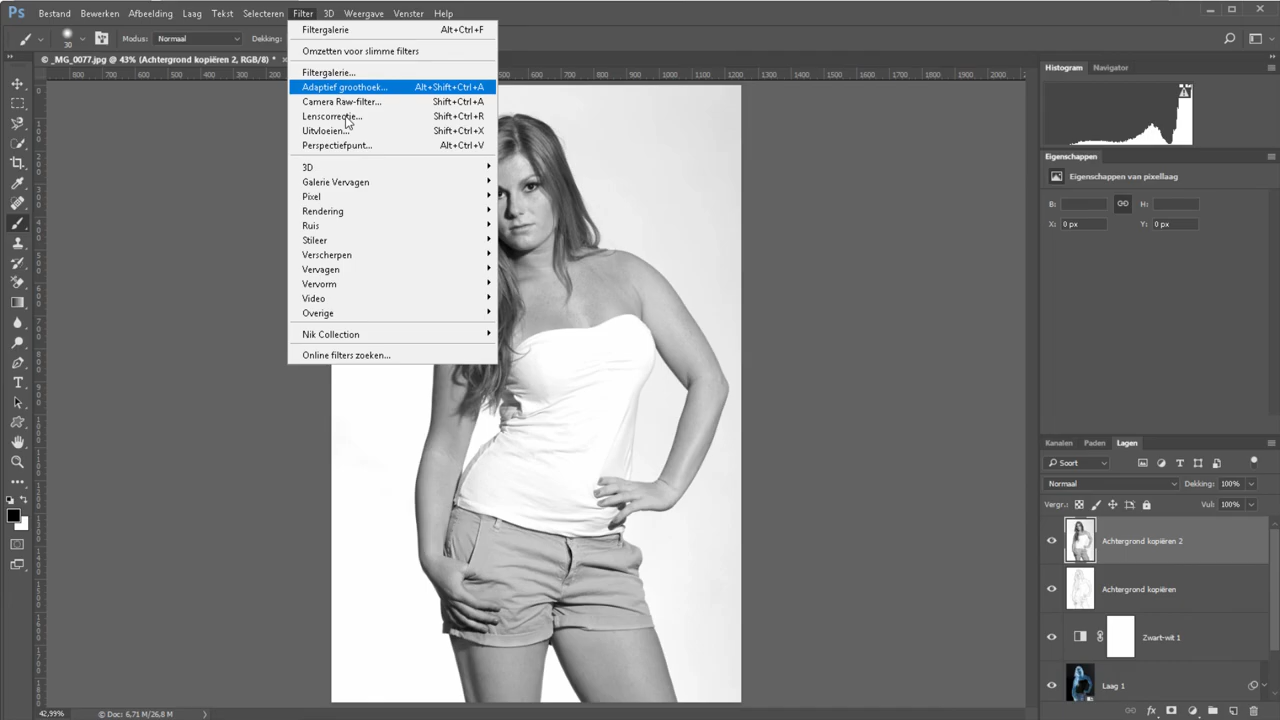 Ps Bestand Bewerken Afbeelding Laag Tekst Selecteren Filter 3D Weergave Venster Help
30 Modus: Normaal Dekking:
© _MG_0077.jpg @ 43% (Achtergrond kopiëren 2, RGB/8) *
Filtergalerie Alt+Ctrl+F
Omzetten voor slimme filters
Filtergalerie...
Adaptief groothoek... Alt+Shift+Ctrl+A
Camera Raw-filter... Shift+Ctrl+A
Lenscorrectie... Shift+Ctrl+R
Uitvloeien... Shift+Ctrl+X
Perspectiefpunt... Alt+Ctrl+V
3D
Galerie Vervagen
Pixel
Rendering
Ruis
Stileer
Verscherpen
Vervagen
Vervorm
Video
Overige
Nik Collection
Online filters zoeken...
800 700 600 500 400 300 200 500 600 700 800 900 1000 1100 1200 1300 1400 1500 1600 1700 1800 1900 2000
Histogram Navigator
Eigenschappen
Eigenschappen van pixellaag
B: H:
X: 0 px Y: 0 px
Kanalen Paden Lagen
Soort
Normaal Dekking: 100%
Vergr.: Vul: 100%
Achtergrond kopiëren 2
Achtergrond kopiëren
Zwart-wit 1
Laag 1
42,99% © Doc: 6,71 M/26,8 M